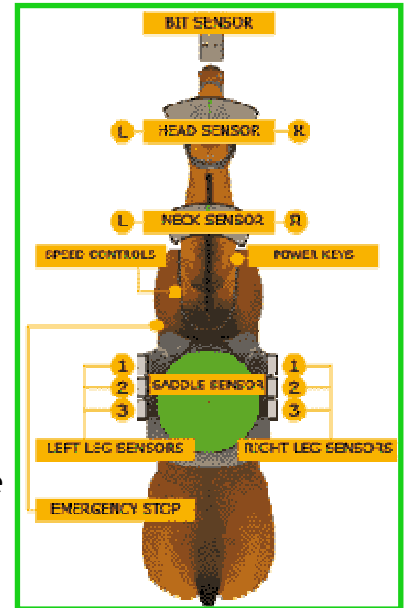 BIT SENSOR
L HEAD SENSOR R
L NECK SENSOR R
SPEED CONTROLS POWER KEYS
1 1
2 SADDLE SENSOR 2
3 3
LEFT LEG SENSORS RIGHT LEG SENSORS
e
EMERGENCY STOP